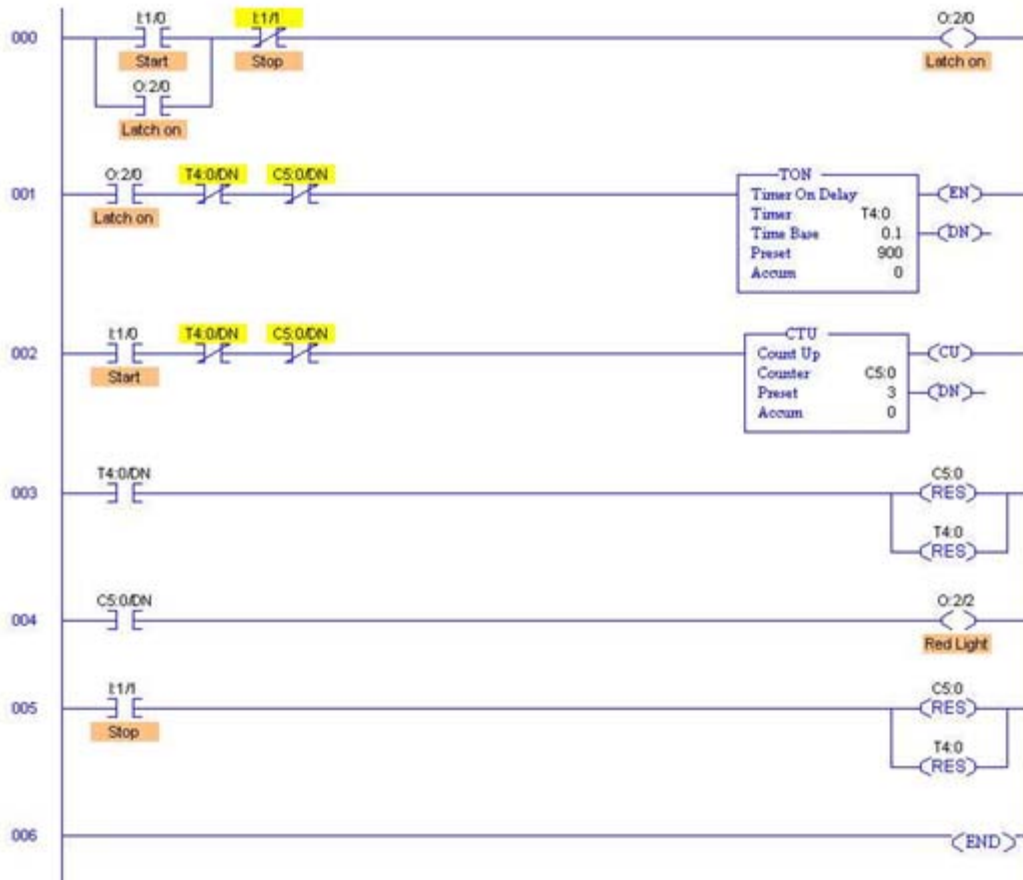 I:1/0 I:1/1 O:2/0
000
Start Stop Latch on
O:2/0
Latch on
O:2/0 T4:0/DN C5:0/DN TON
001 EN
Latch on Timer On Delay
Timer T4:0
Time Base 0.1 DN
Preset 900
Accum 0
I:1/0 T4:0/DN C5:0/DN CTU
002 Count Up CU
Start Counter C5:0
Preset 3 DN
Accum 0
T4:0/DN C5:0
003 RES
T4:0
RES
C5:0/DN O:2/2
004
Red Light
I:1/1 C5:0
005 RES
Stop
T4:0
RES
006 END